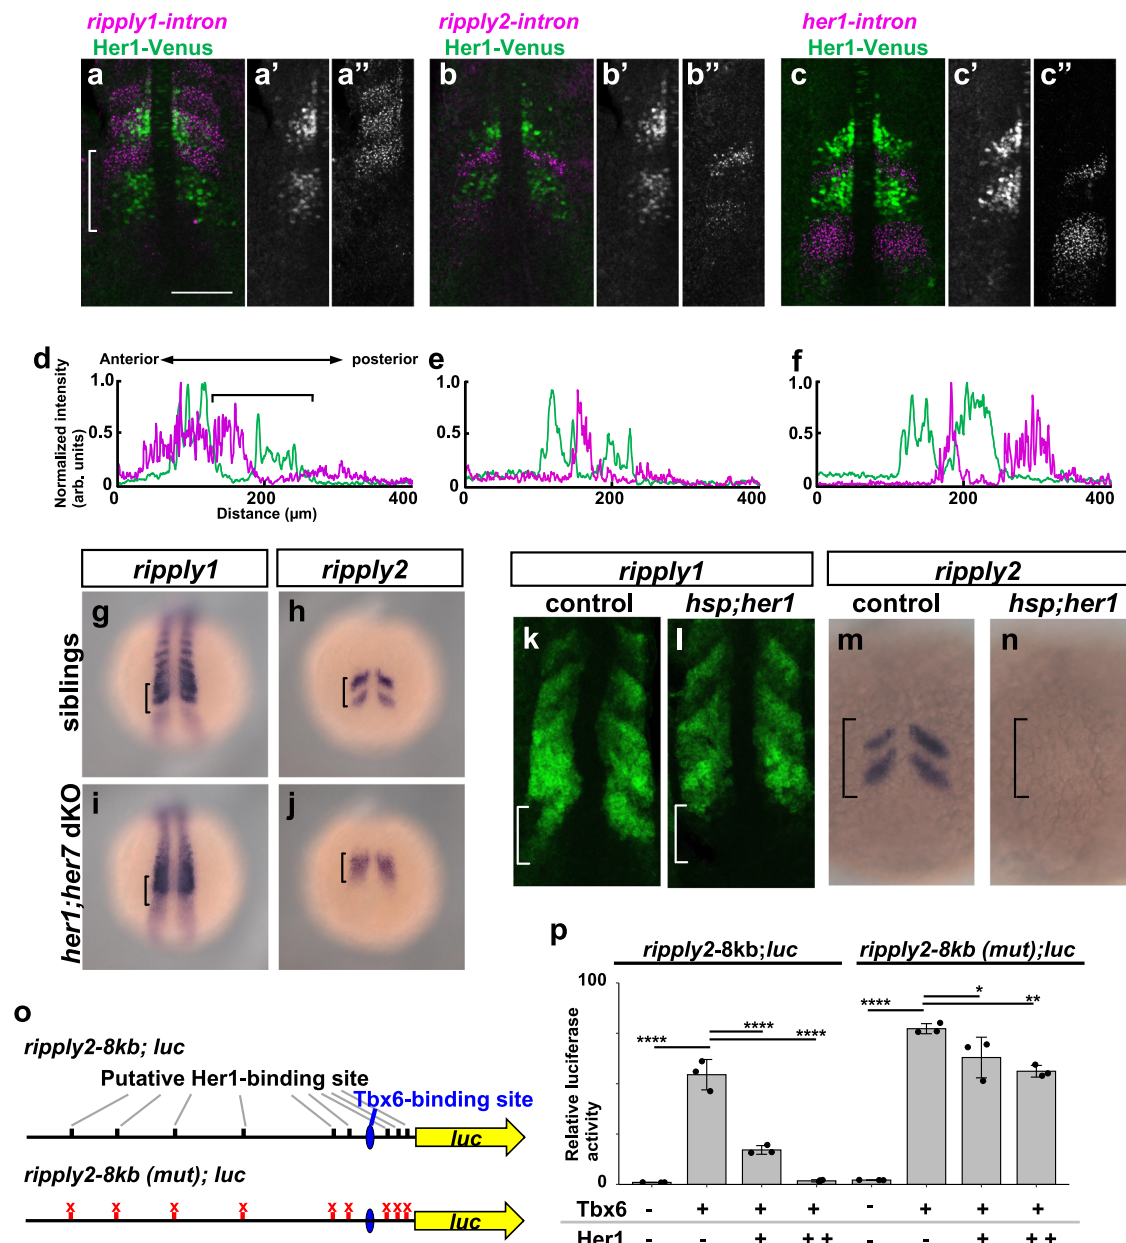 ripply1-intron
Her1-Venus
ripply2-intron
Her1-Venus
her1-intron
Her1-Venus
a
a'
a''
b
b'
b''
c
c'
c''
d
Anterior
posterior
e
f
Normalized intensity
(arb. units)
1.0
0.5
0
0
200
400
Distance (µm)
1.0
0.5
0
0
200
400
1.0
0.5
0
0
200
400
ripply1
ripply2
siblings
g
h
her1;her7 dKO
i
j
ripply1
ripply2
control
hsp;her1
control
hsp;her1
k
l
m
n
o
ripply2-8kb; luc
Putative Her1-binding site
Tbx6-binding site
luc
ripply2-8kb (mut); luc
x x x x x x x x x
luc
p
ripply2-8kb;luc
ripply2-8kb (mut);luc
Relative luciferase
activity
100
0
**** **** ****
**** * **
Tbx6 - + + + - + + +
Her1 - - + ++ - - + ++